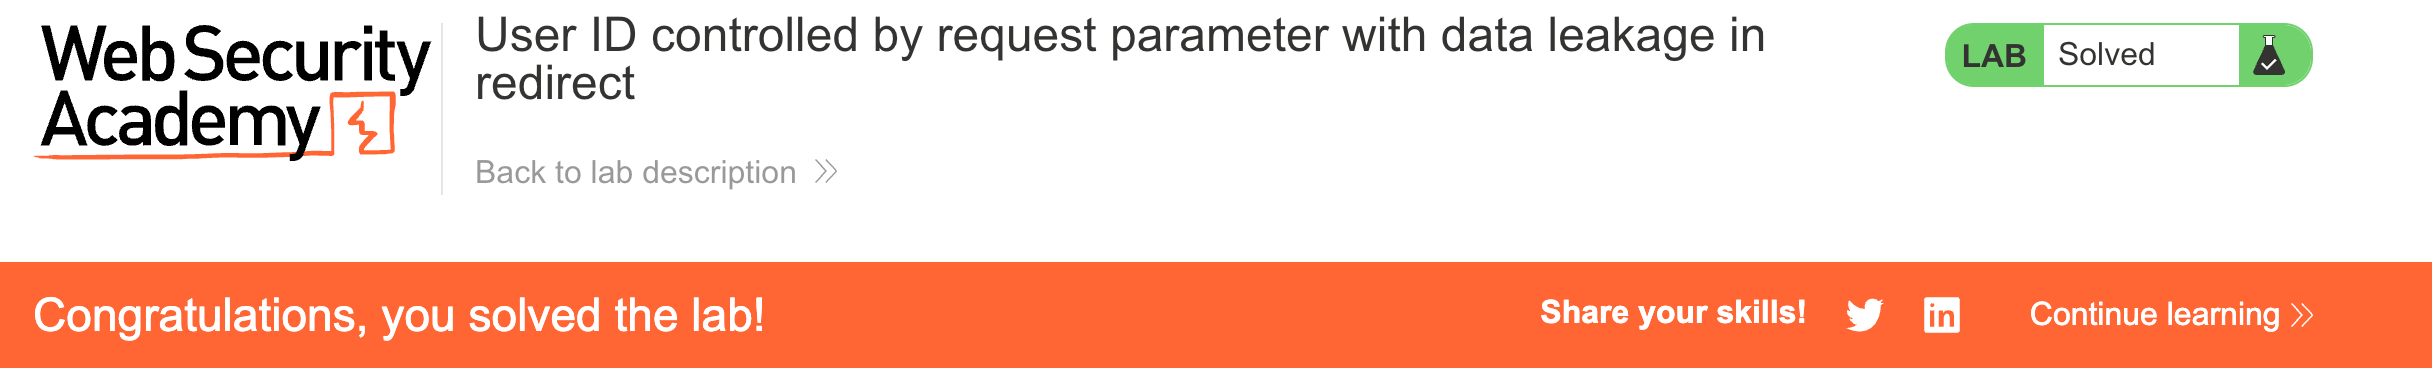 Web Security
Academy
User ID controlled by request parameter with data leakage in
redirect
Back to lab description
LAB Solved
Congratulations, you solved the lab!
Share your skills!
Continue learning